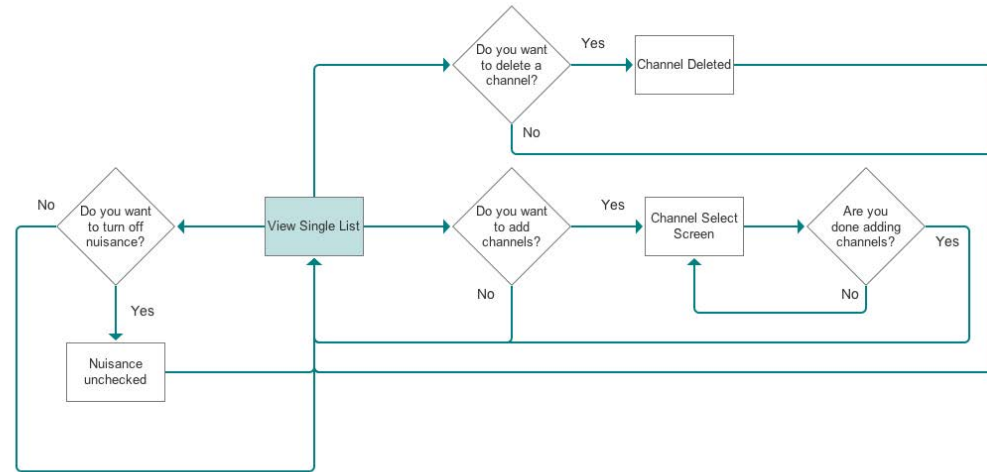 Do you want
to delete a
channel?
Yes
Channel Deleted
No
No
Do you want
to turn off
nuisance?
View Single List
Do you want
to add
channels?
Yes
Channel Select
Screen
Are you
done adding
channels?
Yes
No
No
Yes
Nuisance
unchecked